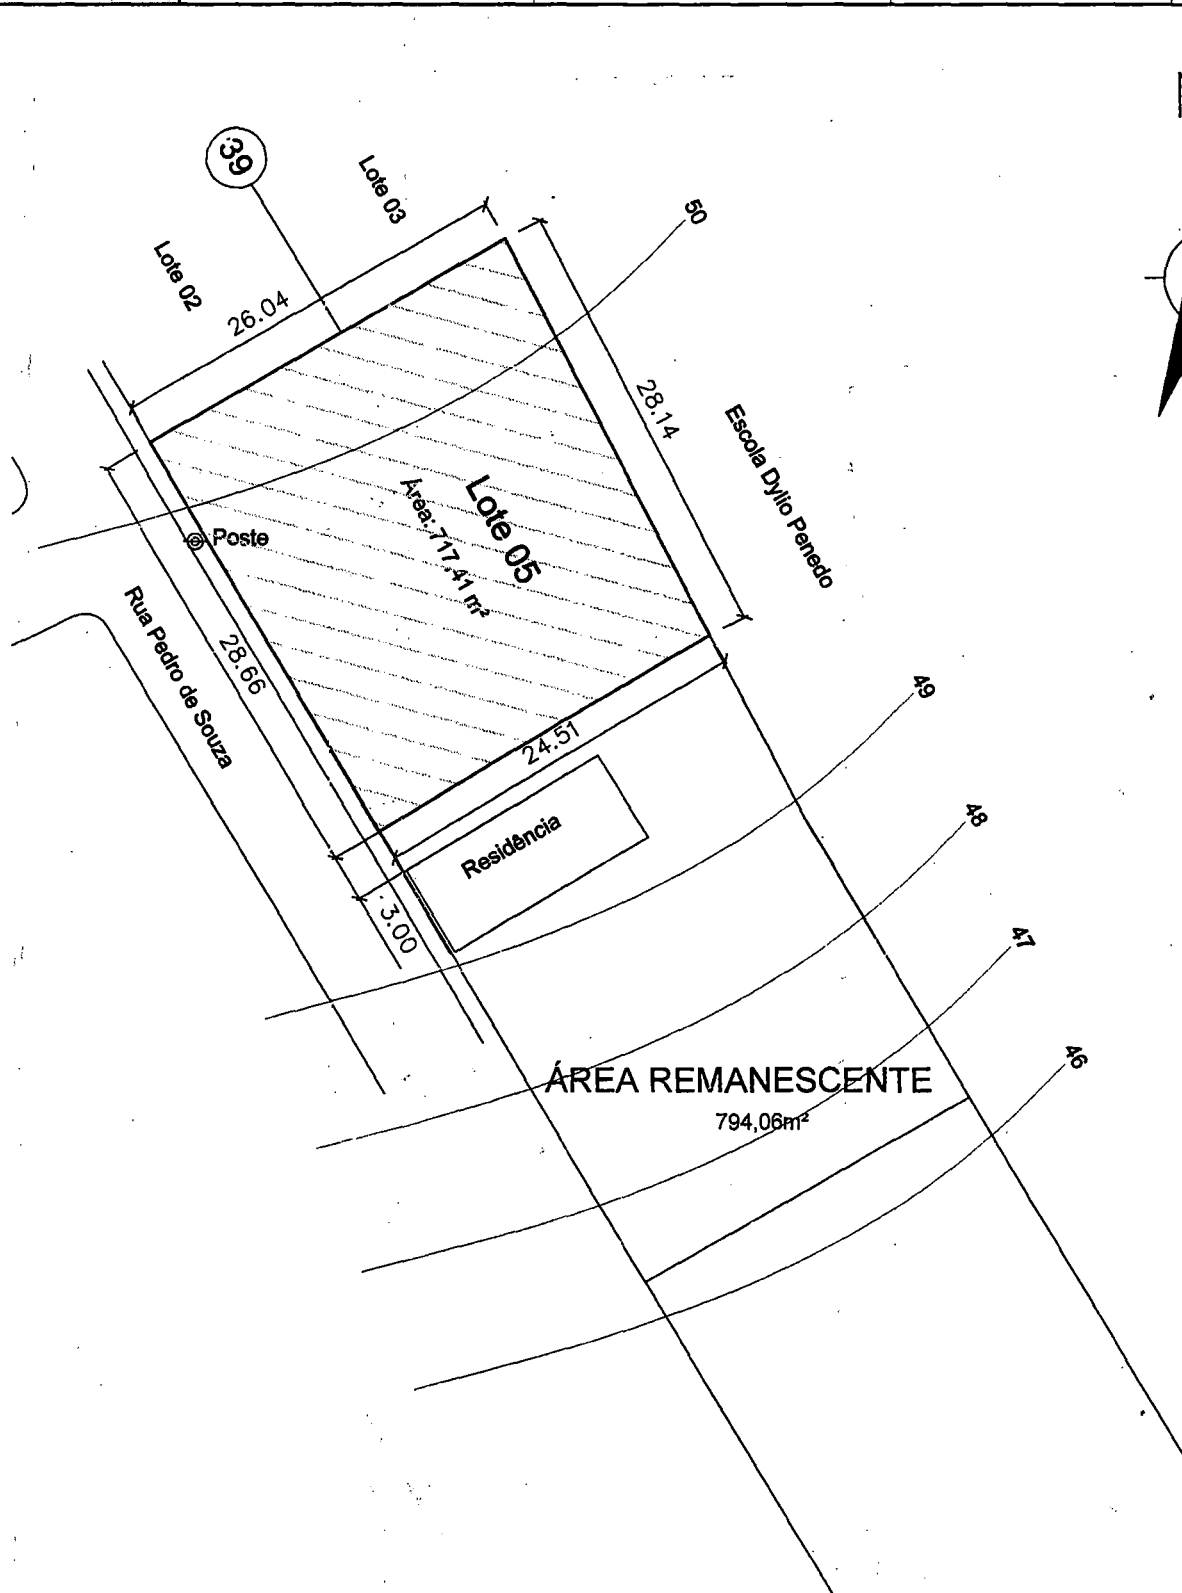 39
Lote 03
50
Lote 02
26.04
28.14
Escola Dylio Penedo
Lote 05
Área: 717,41 m²
Poste
Rua Pedro de Souza
28.66
49
24.51
48
Residência
3.00
47
46
ÁREA REMANESCENTE
794,06m²